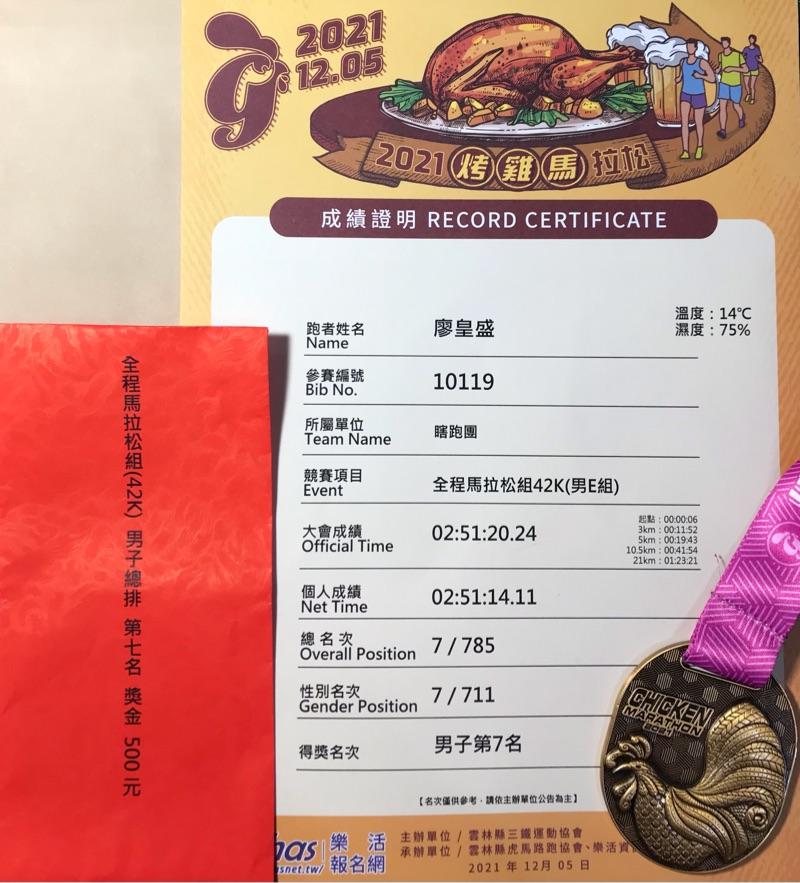 2021
12.05
2021 烤雞馬拉松
成績證明 RECORD CERTIFICATE
溫度：14℃
濕度：75%
跑者姓名
Name
廖皇盛
參賽編號
Bib No.
10119
所屬單位
Team Name
瞎跑團
競賽項目
Event
全程馬拉松組42K(男E組)
大會成績
Official Time
02:51:20.24
起點：00:00:06
3km：00:11:52
5km：00:19:43
10.5km：00:41:54
21km：01:23:21
個人成績
Net Time
02:51:14.11
總名次
Overall Position
7 / 785
性別名次
Gender Position
7 / 711
得獎名次
男子第7名
【名次僅供參考，請依主辦單位公告為主】
樂活
報名網
snet.tw/
主辦單位 / 雲林縣三鐵運動協會
承辦單位 / 雲林縣虎馬路跑協會、樂活資
2021 年 12月 05 日
全程馬拉松組(42K) 男子總排 第七名 獎金 500元
CHICKEN
MARATHON
2021